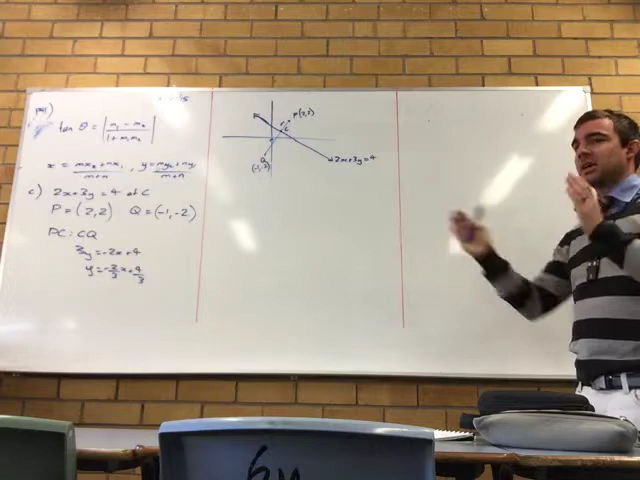 tan θ = | m₁ - m₂ / 1 + m₁m₂ |
x = mx₂ + nx₁ / m+n , y = my₂ + ny₁ / m+n
c) 2x+3y = 4 at C
P = (2,2) Q = (-1,-2)
PC : CQ
3y = -2x+4
y = -2/3 x + 4/3
P(2,2)
C
Q
(-1,-2)
2x+3y=4